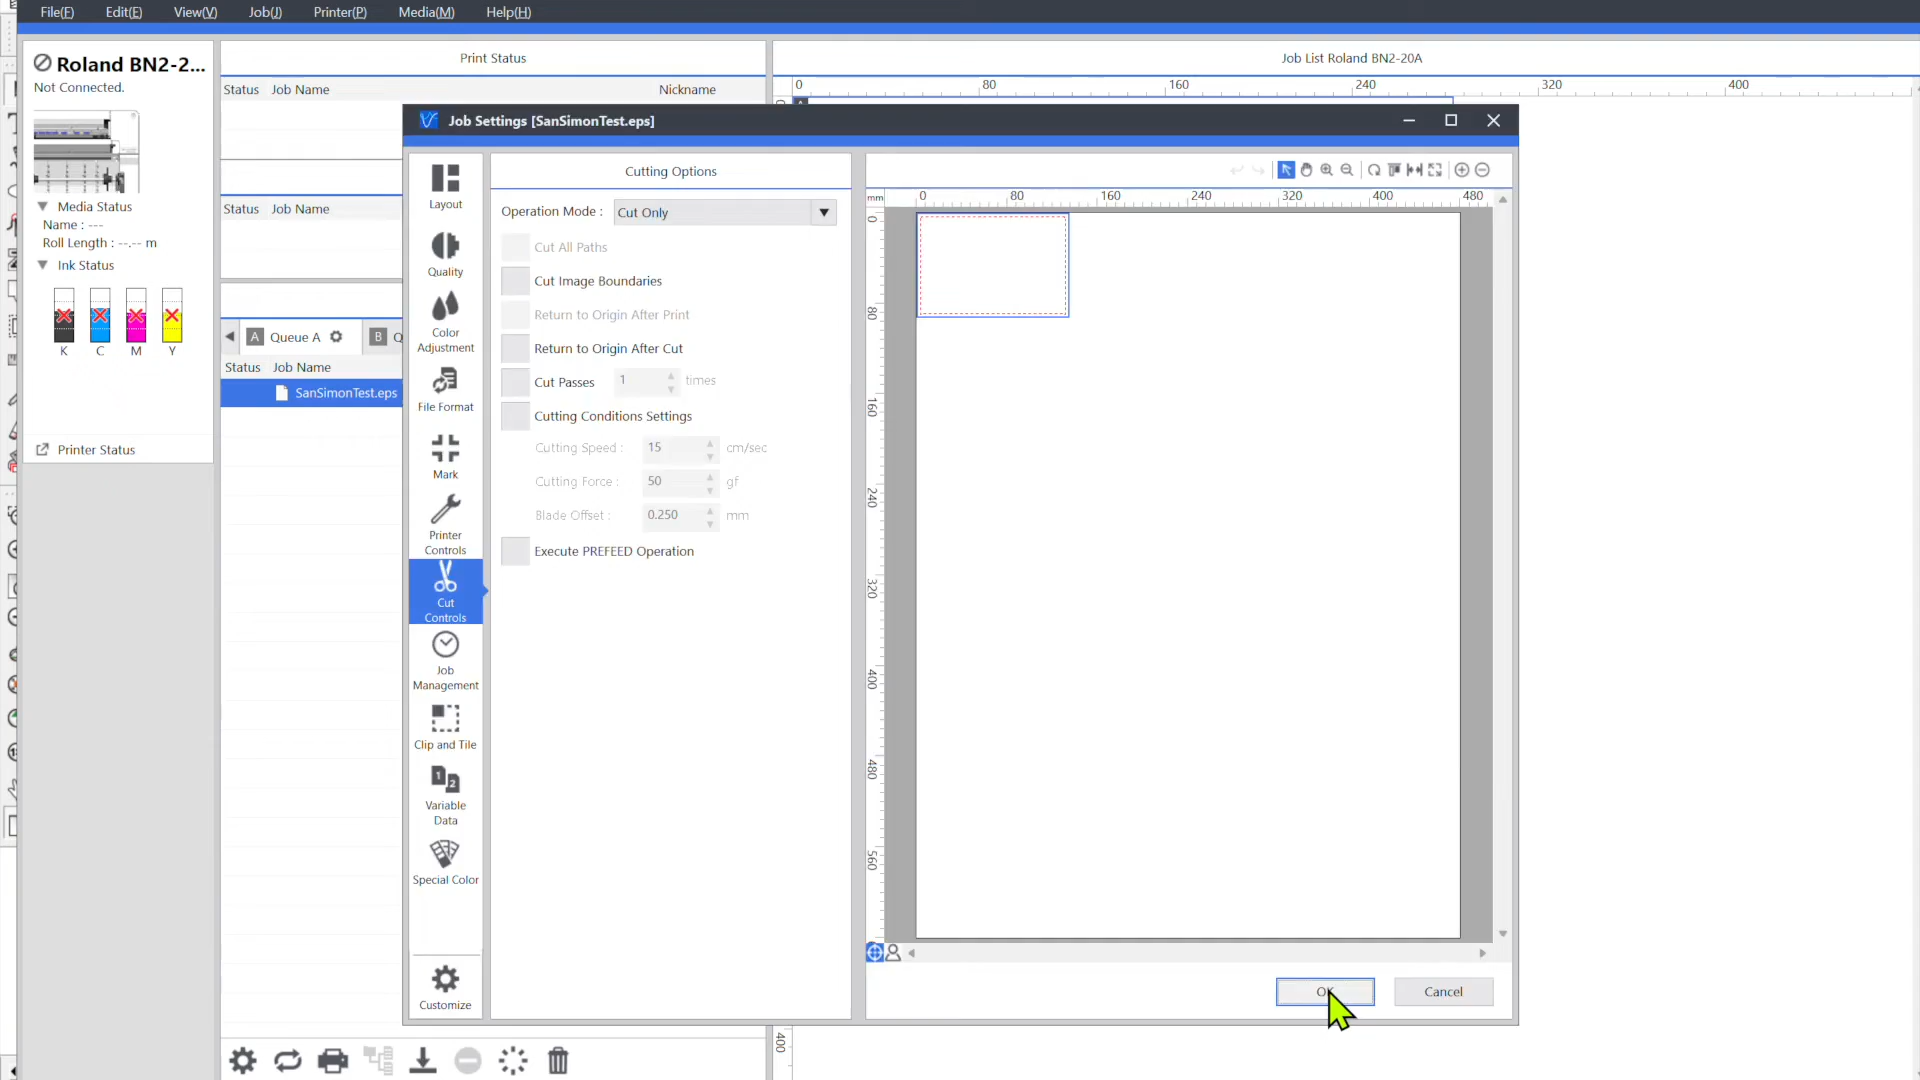 File(F) Edit(E) View(V) Job(J) Printer(P) Media(M) Help(H)
Roland BN2-2...
Not Connected.
Media Status
Name : ---
Roll Length : --.-- m
Ink Status
K C M Y
Printer Status
Print Status
Status Job Name Nickname
Status Job Name
A Queue A B Q
Status Job Name
SanSimonTest.eps
Job List Roland BN2-20A
0 80 160 240 320 400
400
Job Settings [SanSimonTest.eps]
Layout
Quality
Color
Adjustment
File Format
Mark
Printer
Controls
Cut
Controls
Job
Management
Clip and Tile
1 2
Variable
Data
Special Color
Customize
Cutting Options
Operation Mode : Cut Only
Cut All Paths
Cut Image Boundaries
Return to Origin After Print
Return to Origin After Cut
Cut Passes 1 times
Cutting Conditions Settings
Cutting Speed : 15 cm/sec
Cutting Force : 50 gf
Blade Offset : 0.250 mm
Execute PREFEED Operation
mm 0 80 160 240 320 400 480
0
80
160
240
320
400
480
560
OK Cancel